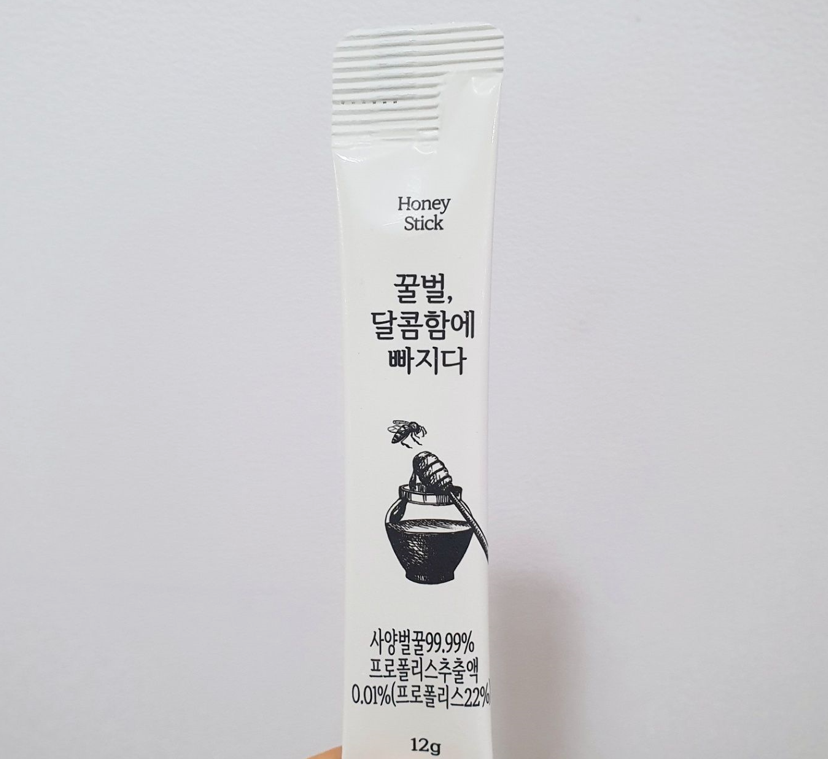 Honey
Stick
꿀벌,
달콤함에
빠지다
사양벌꿀99.99%
프로폴리스추출액
0.01%(프로폴리스22%)
12g